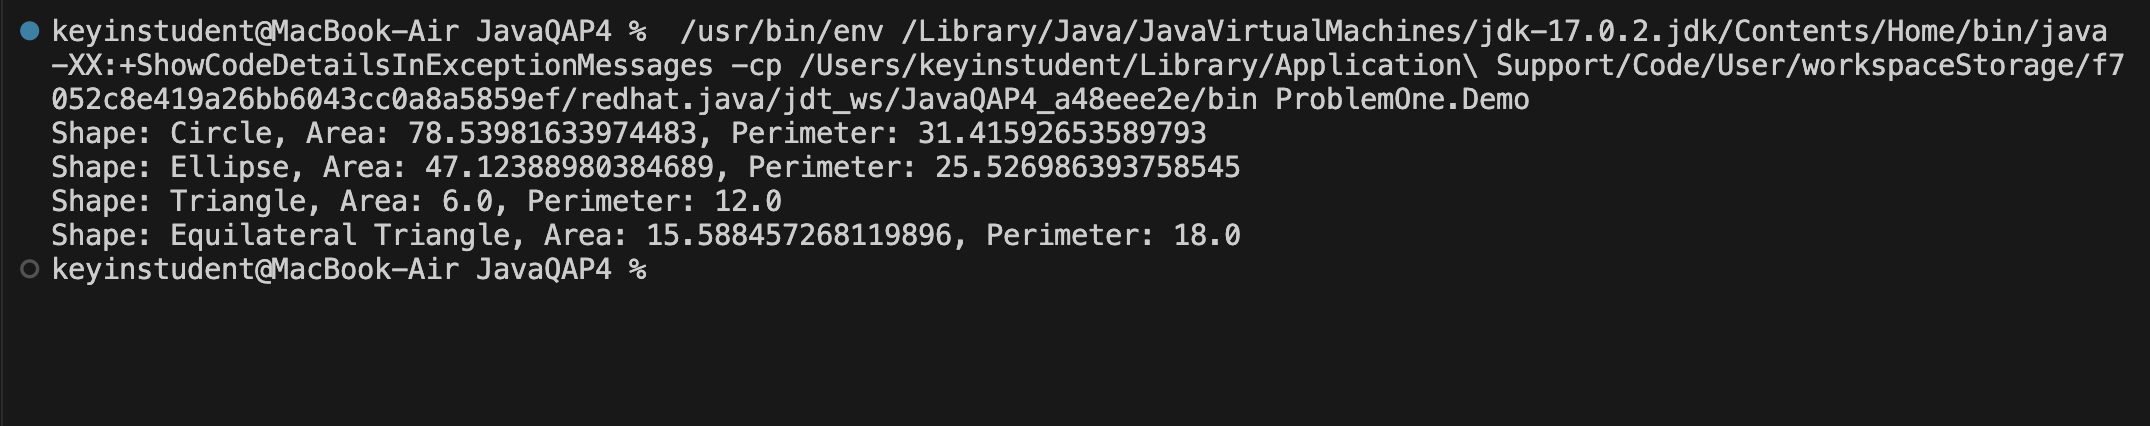 keyinstudent@MacBook-Air JavaQAP4 %  /usr/bin/env /Library/Java/JavaVirtualMachines/jdk-17.0.2.jdk/Contents/Home/bin/java
-XX:+ShowCodeDetailsInExceptionMessages -cp /Users/keyinstudent/Library/Application\ Support/Code/User/workspaceStorage/f7
052c8e419a26bb6043cc0a8a5859ef/redhat.java/jdt_ws/JavaQAP4_a48eee2e/bin ProblemOne.Demo
Shape: Circle, Area: 78.53981633974483, Perimeter: 31.41592653589793
Shape: Ellipse, Area: 47.12388980384689, Perimeter: 25.526986393758545
Shape: Triangle, Area: 6.0, Perimeter: 12.0
Shape: Equilateral Triangle, Area: 15.588457268119896, Perimeter: 18.0
keyinstudent@MacBook-Air JavaQAP4 %